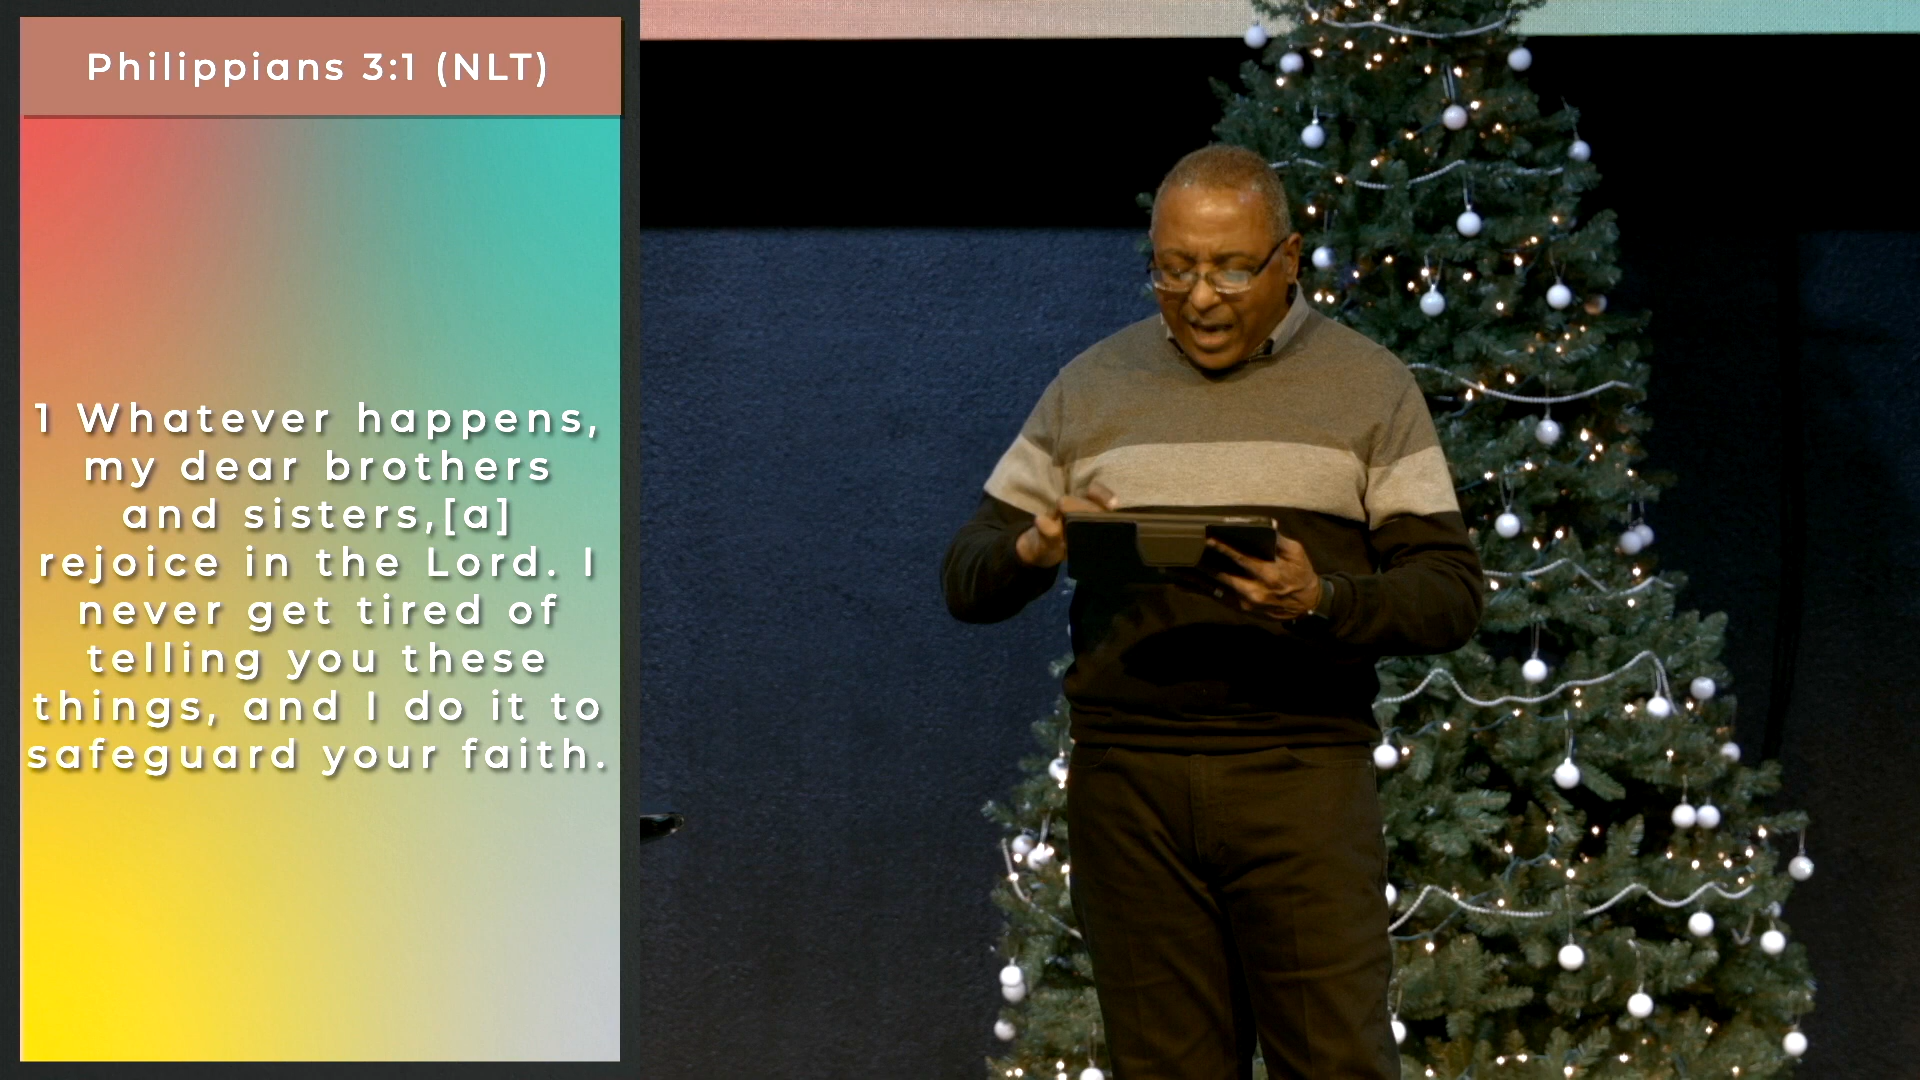 Philippians 3:1 (NLT)
1 Whatever happens,
my dear brothers
and sisters,[a]
rejoice in the Lord. I
never get tired of
telling you these
things, and I do it to
safeguard your faith.